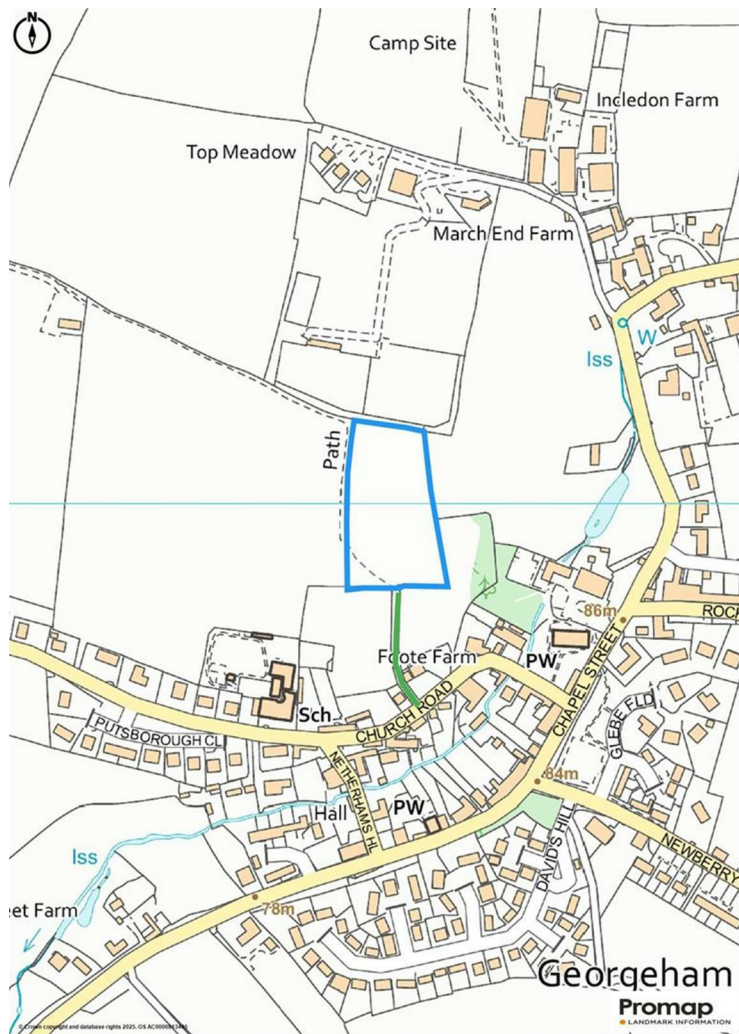 N
Camp Site
Incledon Farm
Top Meadow
March End Farm
W
Iss
Path
86m
ROCK
Foote Farm
PW
CHAPEL STREET
Sch
CHURCH ROAD
GLEBE FLD
PUTSBOROUGH CL
NETHERHAMS HL
84m
Hall
PW
DAVID'S HILL
NEWBERRY
Iss
eet Farm
78m
Georgeham
Promap
LANDMARK INFORMATION